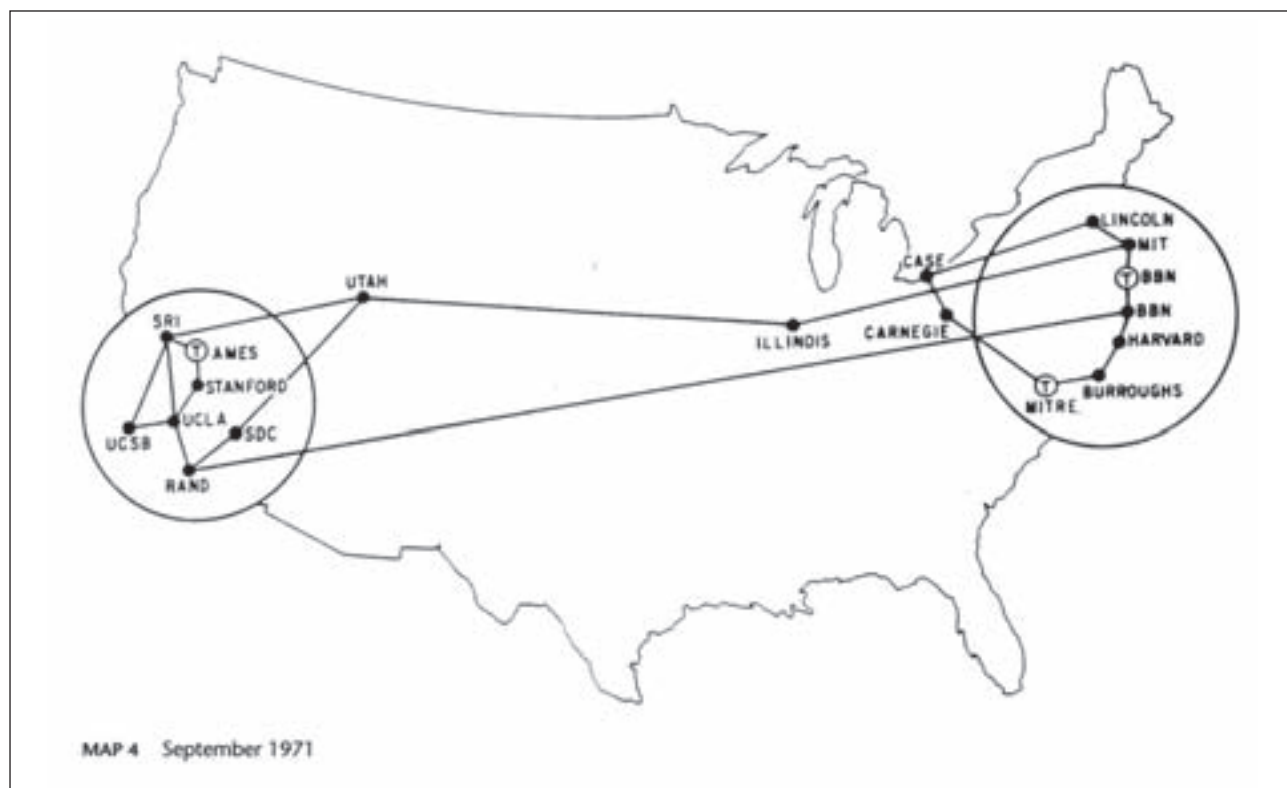 LINCOLN
MIT
CASE
T BBN
UTAH
BBN
SRI
ILLINOIS
CARNEGIE
HARVARD
T AMES
STANFORD
T
BURROUGHS
MITRE
UCLA
UCSB
SDC
RAND
MAP 4 September 1971